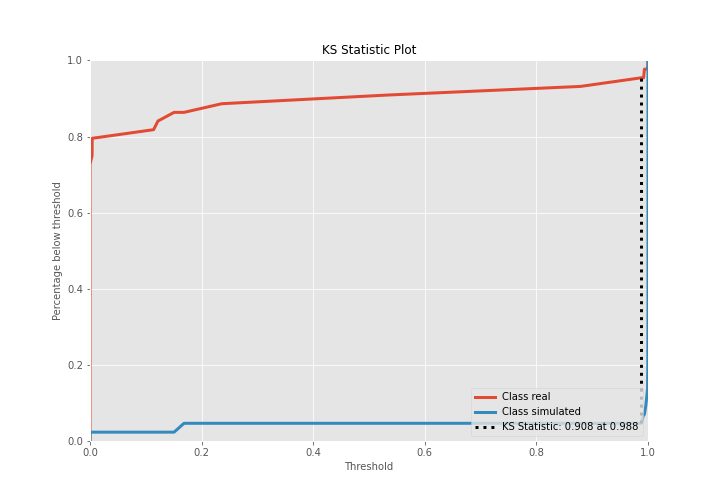 KS Statistic Plot
1.0
0.8
0.6
0.4
0.2
0.0
Percentage below threshold
Class real
Class simulated
KS Statistic: 0.908 at 0.988
0.0 0.2 0.4 0.6 0.8 1.0
Threshold